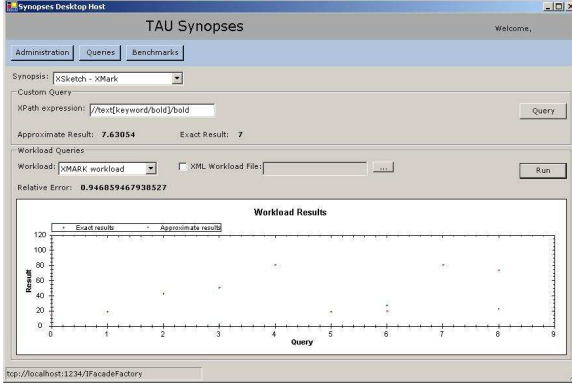 Synopses Desktop Host
TAU Synopses
Welcome,
Administration Queries Benchmarks
Synopsis: XSketch - XMark
Custom Query
XPath expression: //text[keyword/bold]/bold Query
Approximate Result: 7.63054 Exact Result: 7
Workload Queries
Workload: XMARK workload XML Workload File: ... Run
Relative Error: 0.946859467938527
Workload Results
Exact results Approximate results
120
100
80
60
40
20
0
Result
0 1 2 3 4 5 6 7 8 9
Query
tcp://localhost:1234/IFacadeFactory